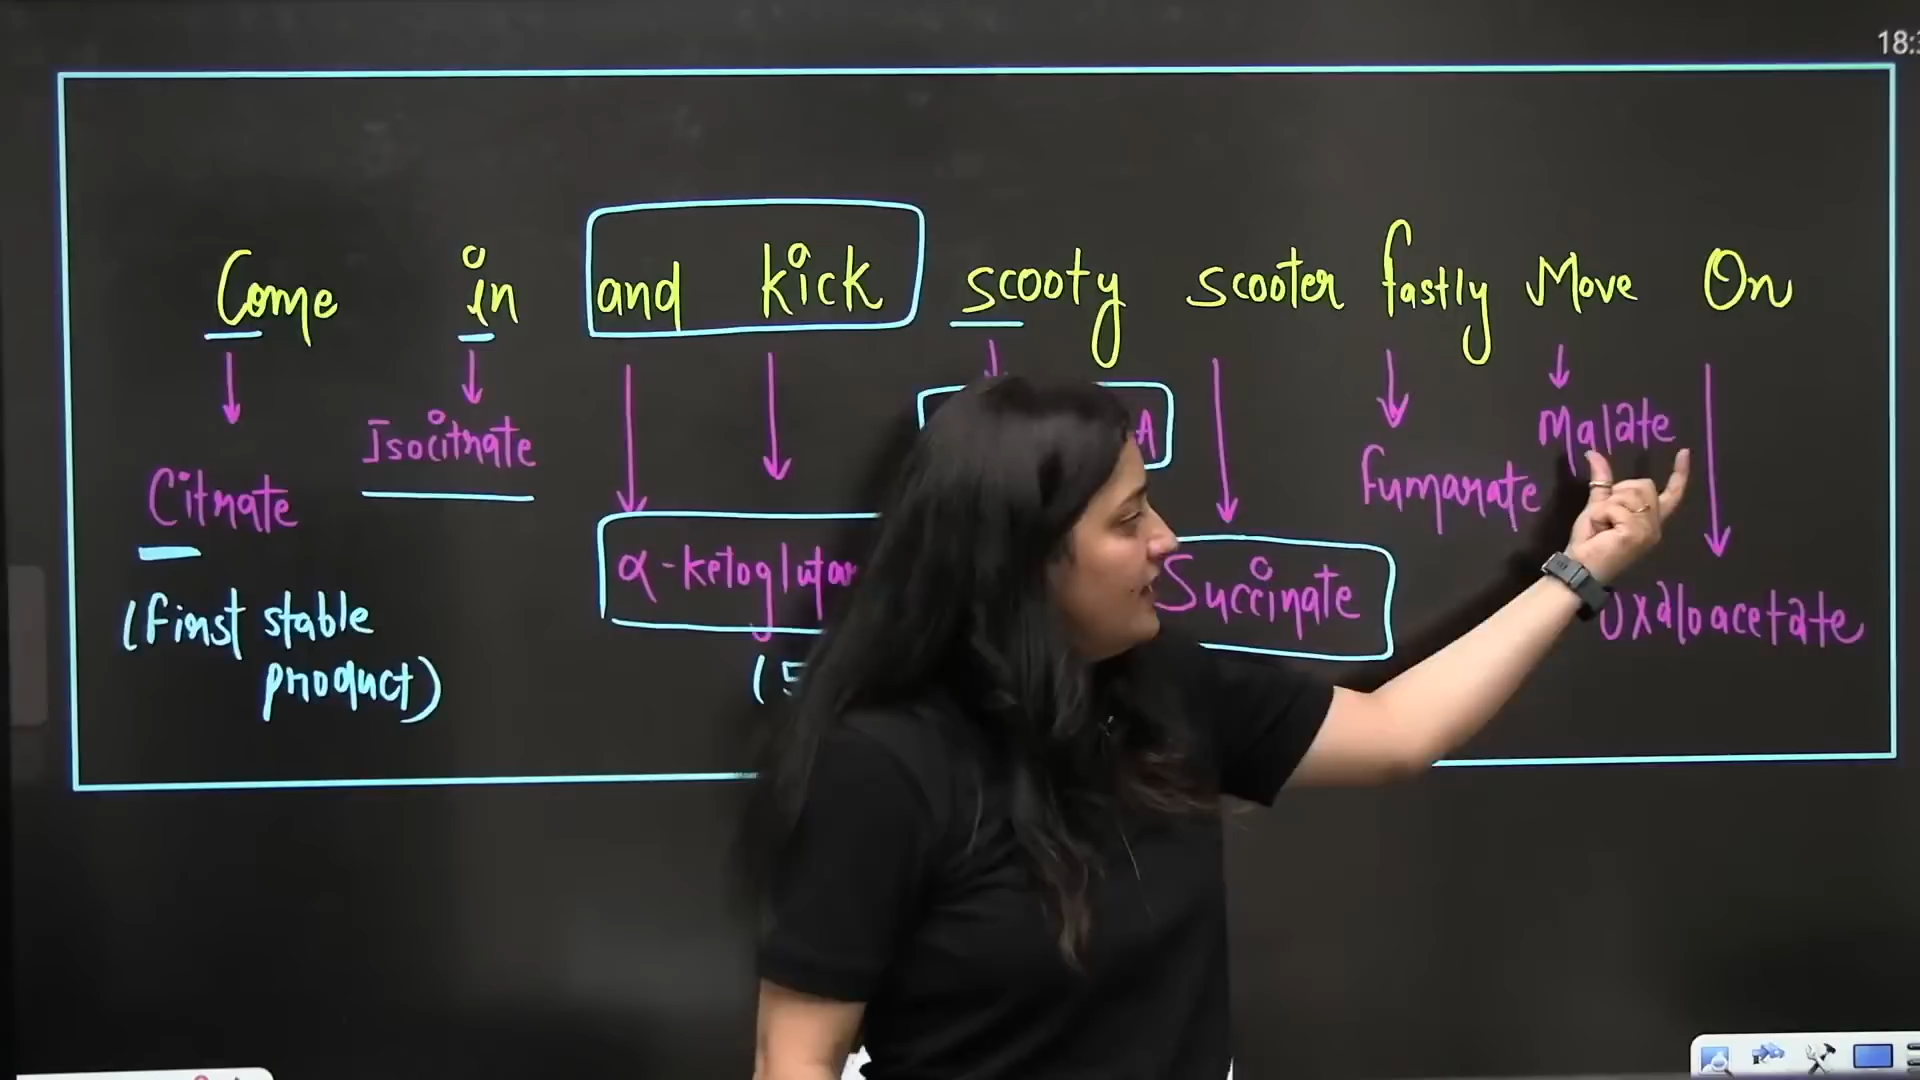 Come in and kick scooty scooter fastly Move On
Malate
Isocitrate
Citrate
Fumarate
Succinate
Oxaloacetate
(First stable
product)